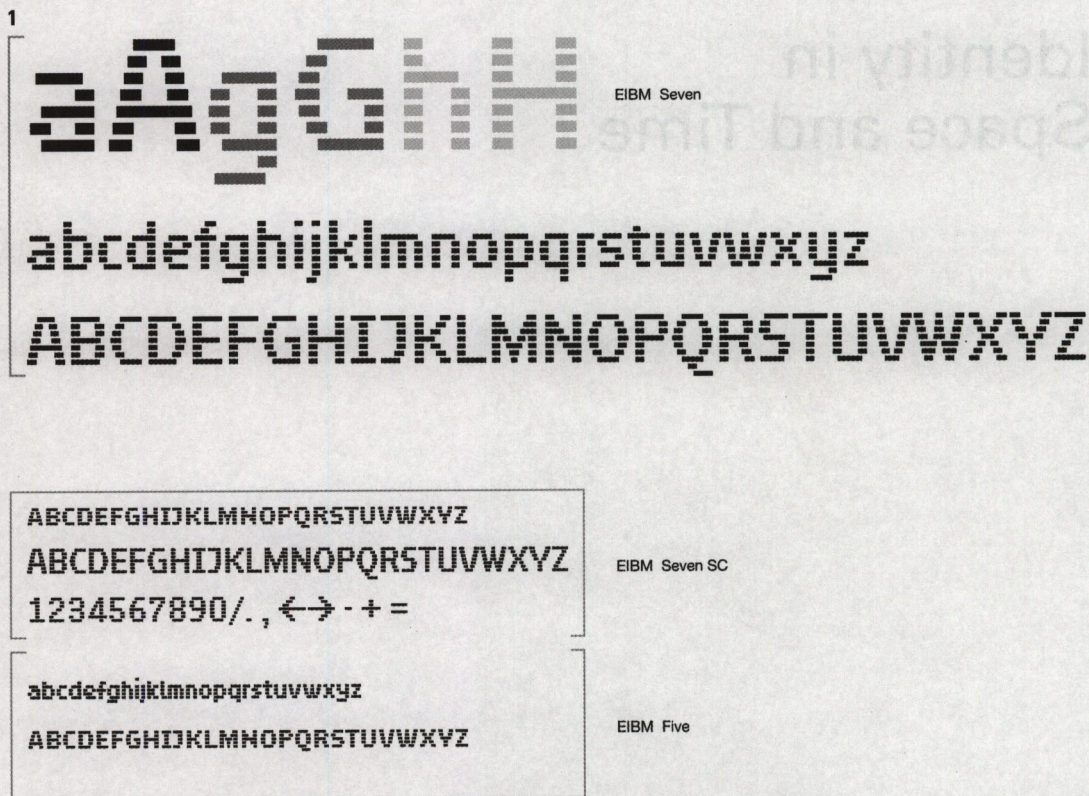 1
aAgGhH
EIBM Seven
Identity in
Space and Time
abcdefghijklmnopqrstuvwxyz
ABCDEFGHIJKLMNOPQRSTUVWXYZ
ABCDEFGHIJKLMNOPQRSTUVWXYZ
ABCDEFGHIJKLMNOPQRSTUVWXYZ
EIBM Seven SC
1234567890/.,←→-+=
abcdefghijklmnopqrstuvwxyz
EIBM Five
ABCDEFGHIJKLMNOPQRSTUVWXYZ